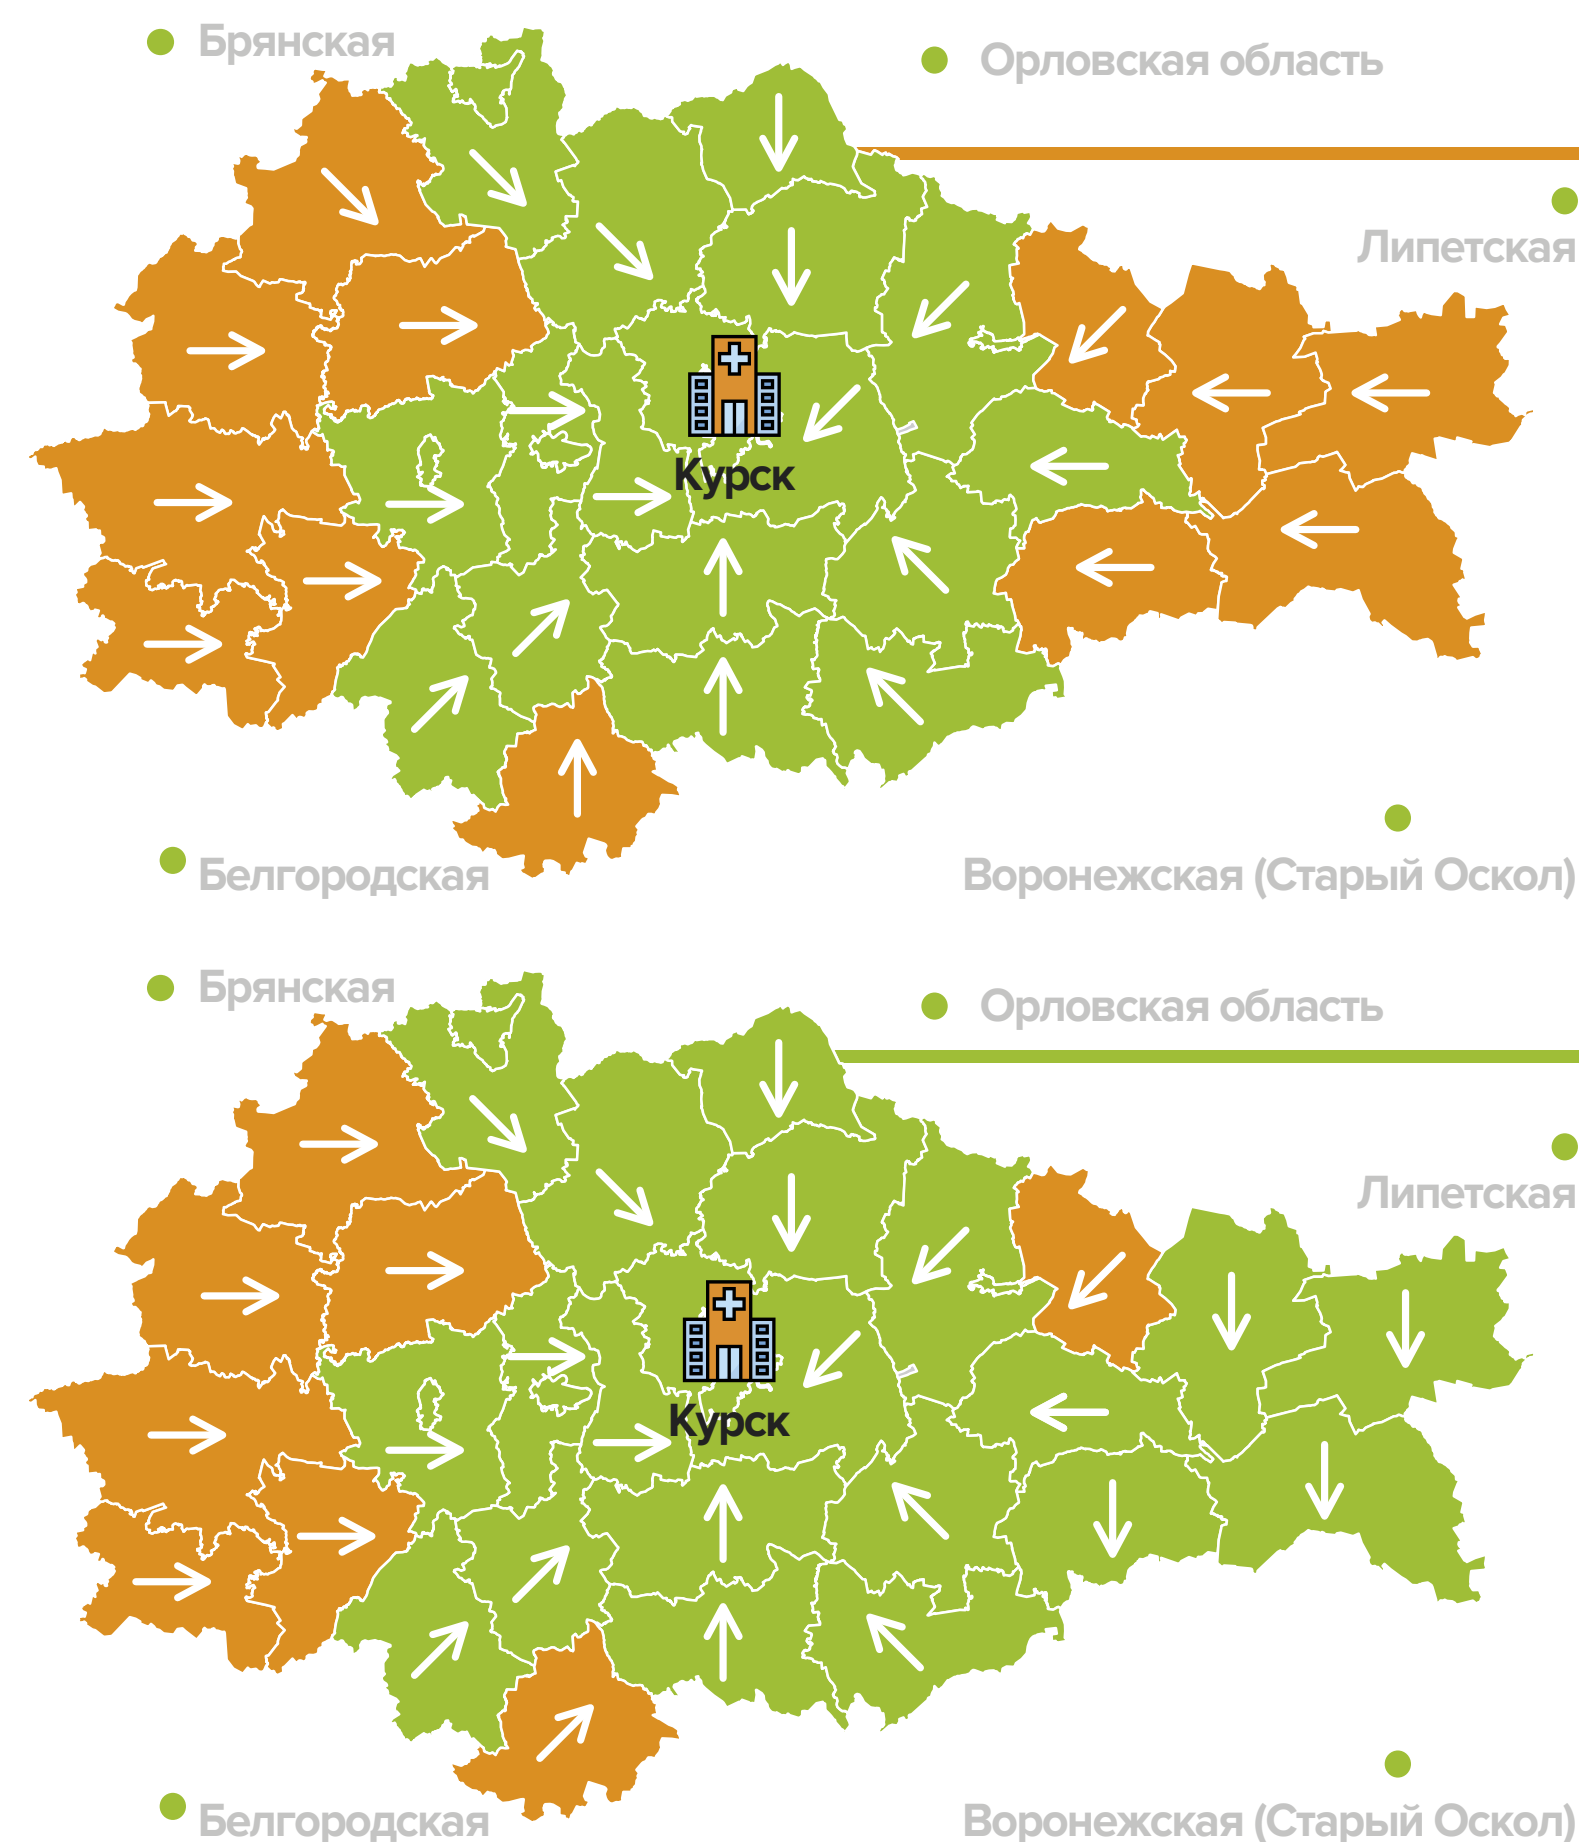 Брянская
Орловская область
Липетская
Курск
Белгородская
Воронежская (Старый Оскол)
Брянская
Орловская область
Липетская
Курск
Белгородская
Воронежская (Старый Оскол)